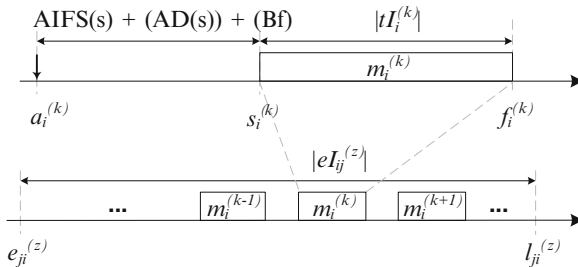 AIFS(s) + (AD(s)) + (Bf) |tI_i^(k)|
m_i^(k)
a_i^(k) s_i^(k) f_i^(k)
|eI_ij^(z)|
... m_i^(k-1) m_i^(k) m_i^(k+1) ...
e_ji^(z) l_ji^(z)